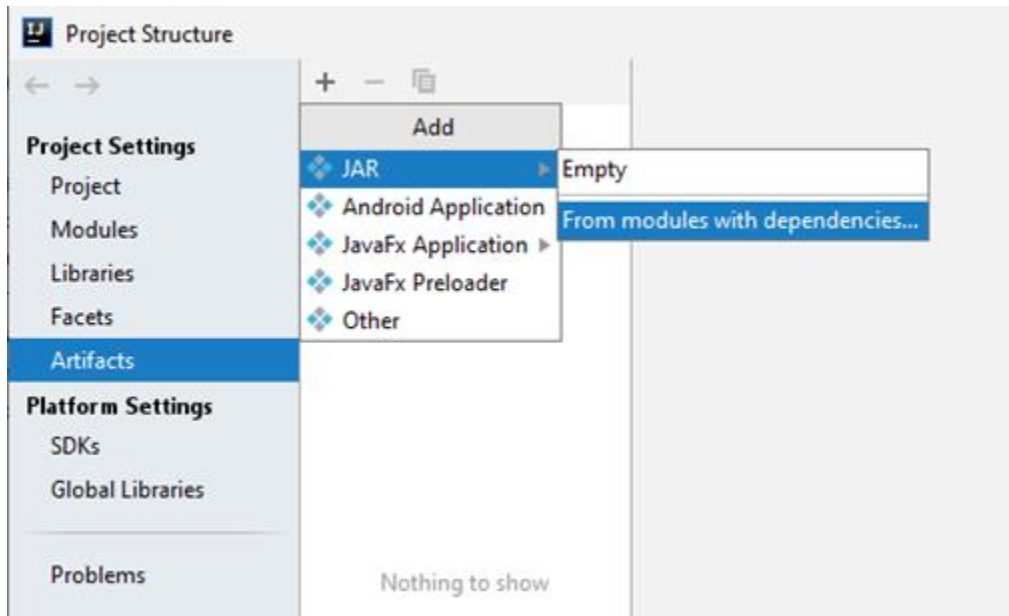 Project Structure
Project Settings
Project
Modules
Libraries
Facets
Artifacts
Platform Settings
SDKs
Global Libraries
Problems
Add
JAR
Android Application
JavaFx Application
JavaFx Preloader
Other
Empty
From modules with dependencies...
Nothing to show